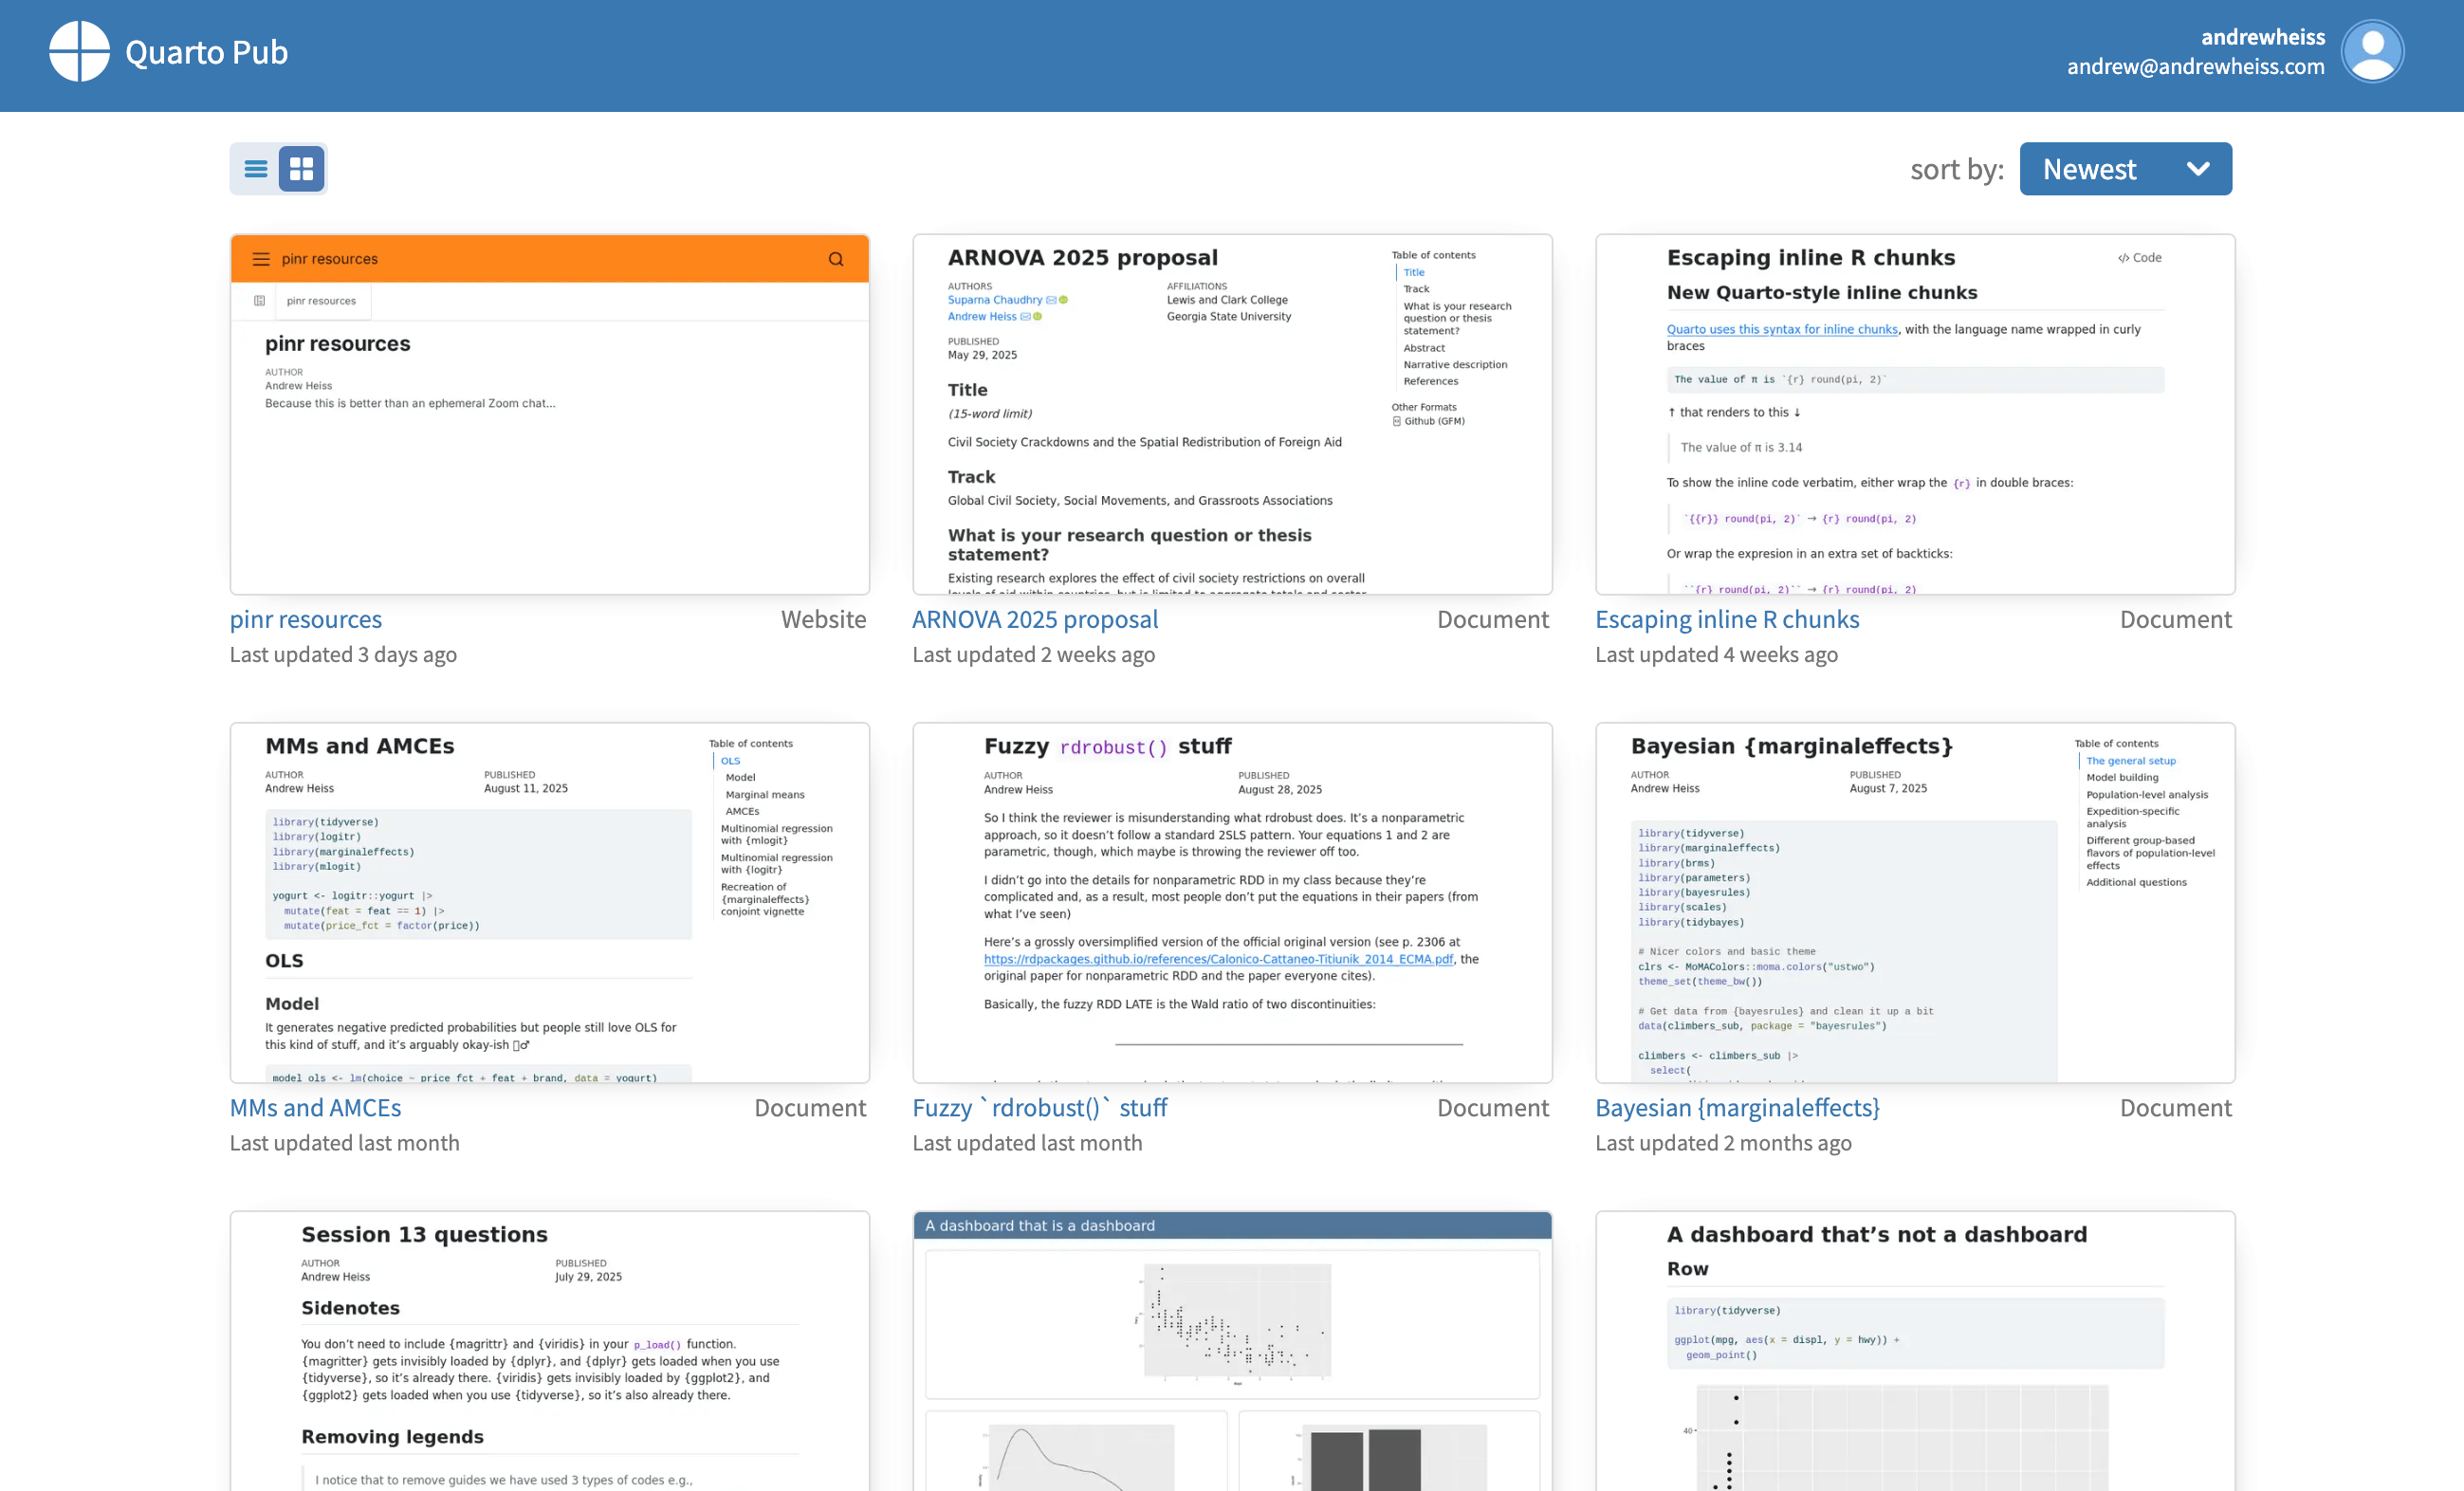 Quarto Pub
andrewheiss
andrew@andrewheiss.com
sort by:
Newest
pinr resources
pinr resources
pinr resources
AUTHOR
Andrew Heiss
Because this is better than an ephemeral Zoom chat...
pinr resources
Website
Last updated 3 days ago
ARNOVA 2025 proposal
AUTHORS
AFFILIATIONS
Suparna Chaudhry
Lewis and Clark College
Andrew Heiss
Georgia State University
PUBLISHED
May 29, 2025
Title
(15-word limit)
Civil Society Crackdowns and the Spatial Redistribution of Foreign Aid
Track
Global Civil Society, Social Movements, and Grassroots Associations
What is your research question or thesis
statement?
Existing research explores the effect of civil society restrictions on overall
Table of contents
Title
Track
What is your research
question or thesis
statement?
Abstract
Narrative description
References
Other Formats
Github (GFM)
ARNOVA 2025 proposal
Document
Last updated 2 weeks ago
Escaping inline R chunks
</> Code
New Quarto-style inline chunks
Quarto uses this syntax for inline chunks, with the language name wrapped in curly
braces
The value of π is `{r} round(pi, 2)`
↑ that renders to this ↓
The value of π is 3.14
To show the inline code verbatim, either wrap the {r} in double braces:
`{{r}} round(pi, 2)` → {r} round(pi, 2)
Or wrap the expresion in an extra set of backticks:
``{r} round(pi, 2)`` → {r} round(pi, 2)
Escaping inline R chunks
Document
Last updated 4 weeks ago
MMs and AMCEs
AUTHOR
PUBLISHED
Andrew Heiss
August 11, 2025
library(tidyverse)
library(logitr)
library(marginaleffects)
library(mlogit)
yogurt <- logitr::yogurt |>
mutate(feat = feat == 1) |>
mutate(price_fct = factor(price))
OLS
Model
It generates negative predicted probabilities but people still love OLS for
this kind of stuff, and it's arguably okay-ish ▯♂
model_ols <- lm(choice ~ price_fct + feat + brand, data = yogurt)
Table of contents
OLS
Model
Marginal means
AMCEs
Multinomial regression
with {mlogit}
Multinomial regression
with {logitr}
Recreation of
{marginaleffects}
conjoint vignette
MMs and AMCEs
Document
Last updated last month
Fuzzy rdrobust() stuff
AUTHOR
PUBLISHED
Andrew Heiss
August 28, 2025
So I think the reviewer is misunderstanding what rdrobust does. It's a nonparametric
approach, so it doesn't follow a standard 2SLS pattern. Your equations 1 and 2 are
parametric, though, which maybe is throwing the reviewer off too.
I didn't go into the details for nonparametric RDD in my class because they're
complicated and, as a result, most people don't put the equations in their papers (from
what I've seen)
Here's a grossly oversimplified version of the official original version (see p. 2306 at
https://rdpackages.github.io/references/Calonico-Cattaneo-Titiunik_2014_ECMA.pdf, the
original paper for nonparametric RDD and the paper everyone cites).
Basically, the fuzzy RDD LATE is the Wald ratio of two discontinuities:
Fuzzy `rdrobust()` stuff
Document
Last updated last month
Bayesian {marginaleffects}
AUTHOR
PUBLISHED
Andrew Heiss
August 7, 2025
library(tidyverse)
library(marginaleffects)
library(brms)
library(parameters)
library(bayesrules)
library(scales)
library(tidybayes)
# Nicer colors and basic theme
clrs <- MoMAColors::moma.colors("ustwo")
theme_set(theme_bw())
# Get data from {bayesrules} and clean it up a bit
data(climbers_sub, package = "bayesrules")
climbers <- climbers_sub |>
select(
Table of contents
The general setup
Model building
Population-level analysis
Expedition-specific
analysis
Different group-based
flavors of population-level
effects
Additional questions
Bayesian {marginaleffects}
Document
Last updated 2 months ago
Session 13 questions
AUTHOR
PUBLISHED
Andrew Heiss
July 29, 2025
Sidenotes
You don't need to include {magrittr} and {viridis} in your p_load() function.
{magritter} gets invisibly loaded by {dplyr}, and {dplyr} gets loaded when you use
{tidyverse}, so it's already there. {viridis} gets invisibly loaded by {ggplot2}, and
{ggplot2} gets loaded when you use {tidyverse}, so it's also already there.
Removing legends
I notice that to remove guides we have used 3 types of codes e.g.,
A dashboard that is a dashboard
A dashboard that's not a dashboard
Row
library(tidyverse)
ggplot(mpg, aes(x = displ, y = hwy)) +
geom_point()
40